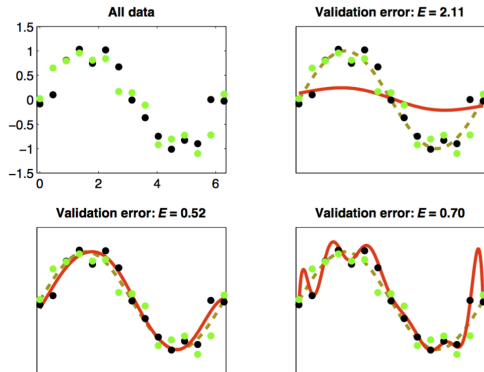 All data
Validation error: E = 2.11
1.5
1
0.5
0
−0.5
−1
−1.5
0
2
4
6
Validation error: E = 0.52
Validation error: E = 0.70